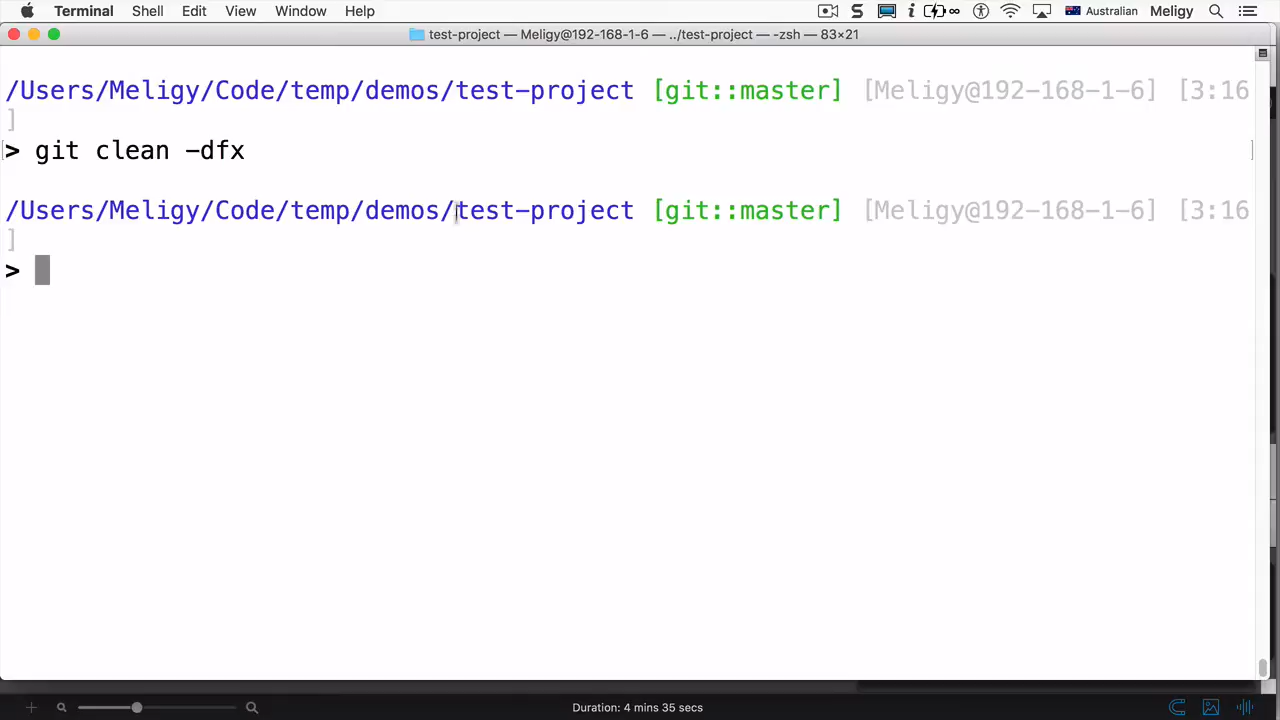 Terminal Shell Edit View Window Help Australian Meligy
test-project — Meligy@192-168-1-6 — ../test-project — -zsh — 83×21
/Users/Meligy/Code/temp/demos/test-project [git::master] [Meligy@192-168-1-6] [3:16
]
> git clean -dfx
/Users/Meligy/Code/temp/demos/test-project [git::master] [Meligy@192-168-1-6] [3:16
]
>
Duration: 4 mins 35 secs